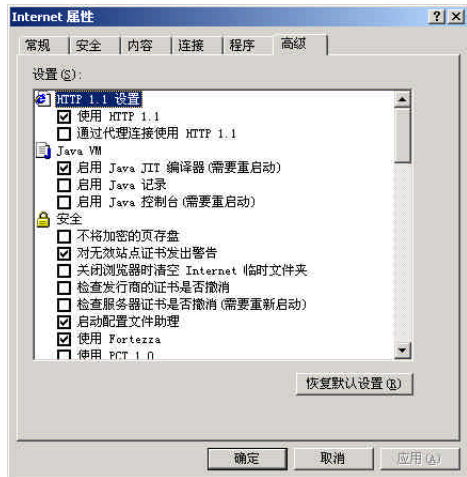 Internet 属性
? ×
常规 安全 内容 连接 程序 高级
设置(S):
HTTP 1.1 设置
使用 HTTP 1.1
通过代理连接使用 HTTP 1.1
Java VM
启用 Java JIT 编译器(需要重启动)
启用 Java 记录
启用 Java 控制台(需要重启动)
安全
不将加密的页存盘
对无效站点证书发出警告
关闭浏览器时清空 Internet 临时文件夹
检查发行商的证书是否撤消
检查服务器证书是否撤消(需要重新启动)
启动配置文件助理
使用 Fortezza
使用 PCT 1.0
恢复默认设置(R)
确定 取消 应用(A)